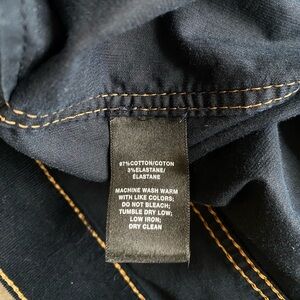 97%COTTON/COTON
3%ELASTANE/
ÉLASTANE
MACHINE WASH WARM
WITH LIKE COLORS;
DO NOT BLEACH;
TUMBLE DRY LOW;
LOW IRON;
DRY CLEAN